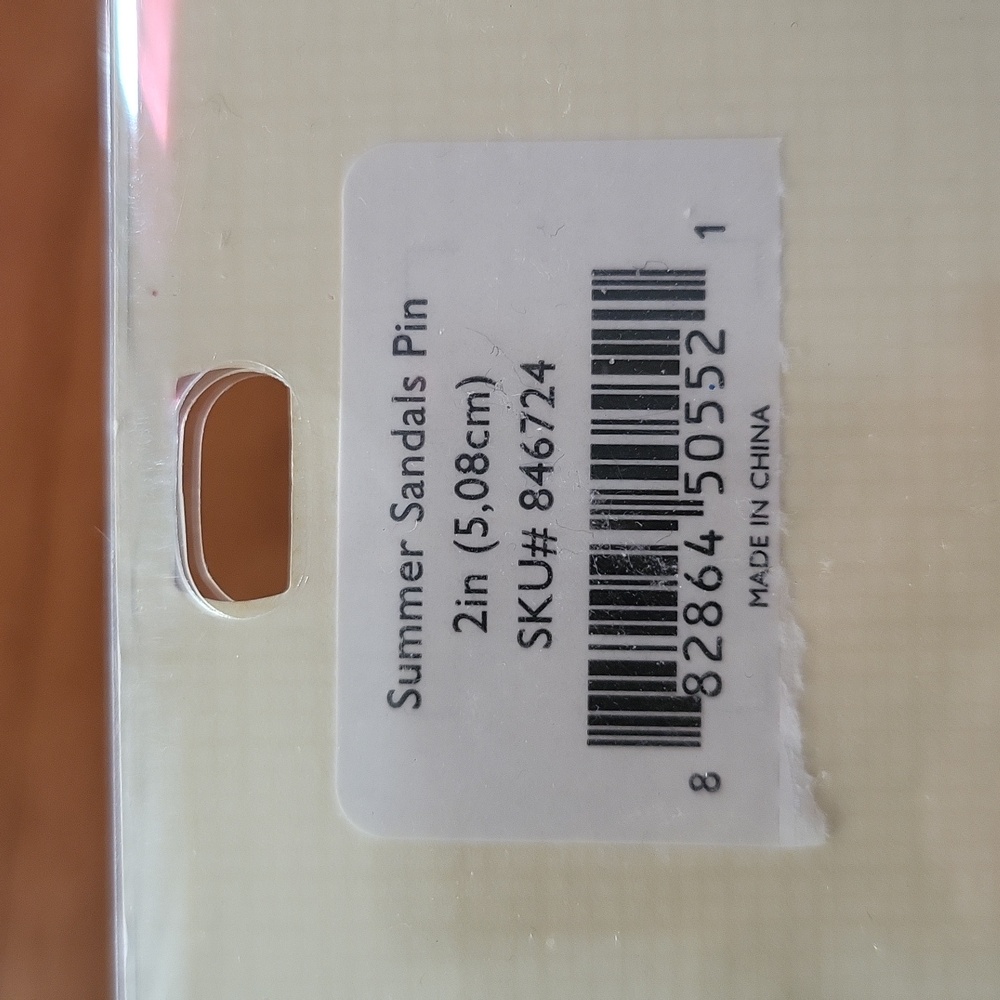 Summer Sandals Pin
2in (5,08cm)
SKU# 846724
8 82864 50552 1
MADE IN CHINA